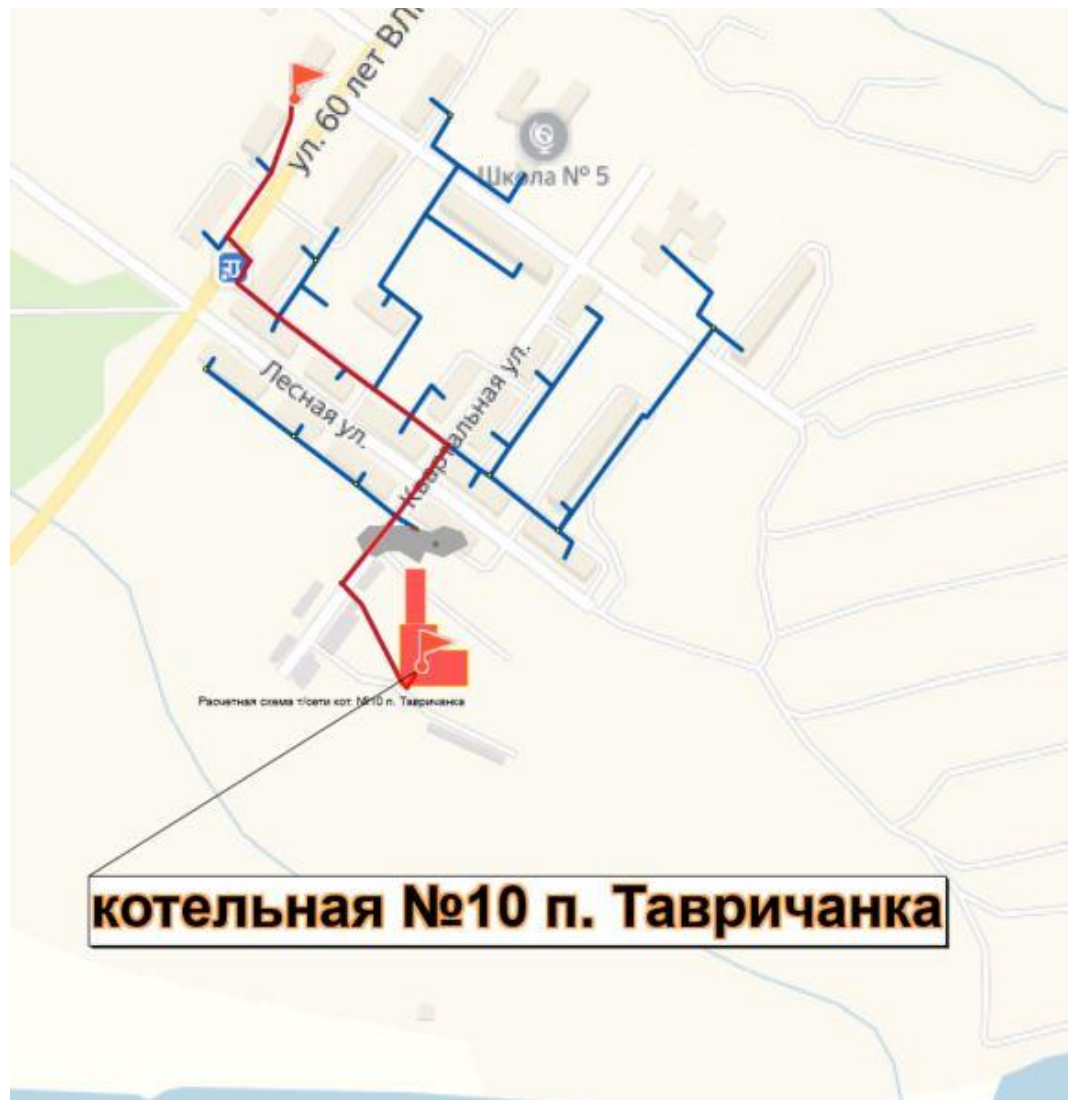 ул. 60 лет ВЛК
Школа № 5
Лесная ул.
Квартальная ул.
Расчетная схема т/сети кот. №10 п. Тавричанка
котельная №10 п. Тавричанка